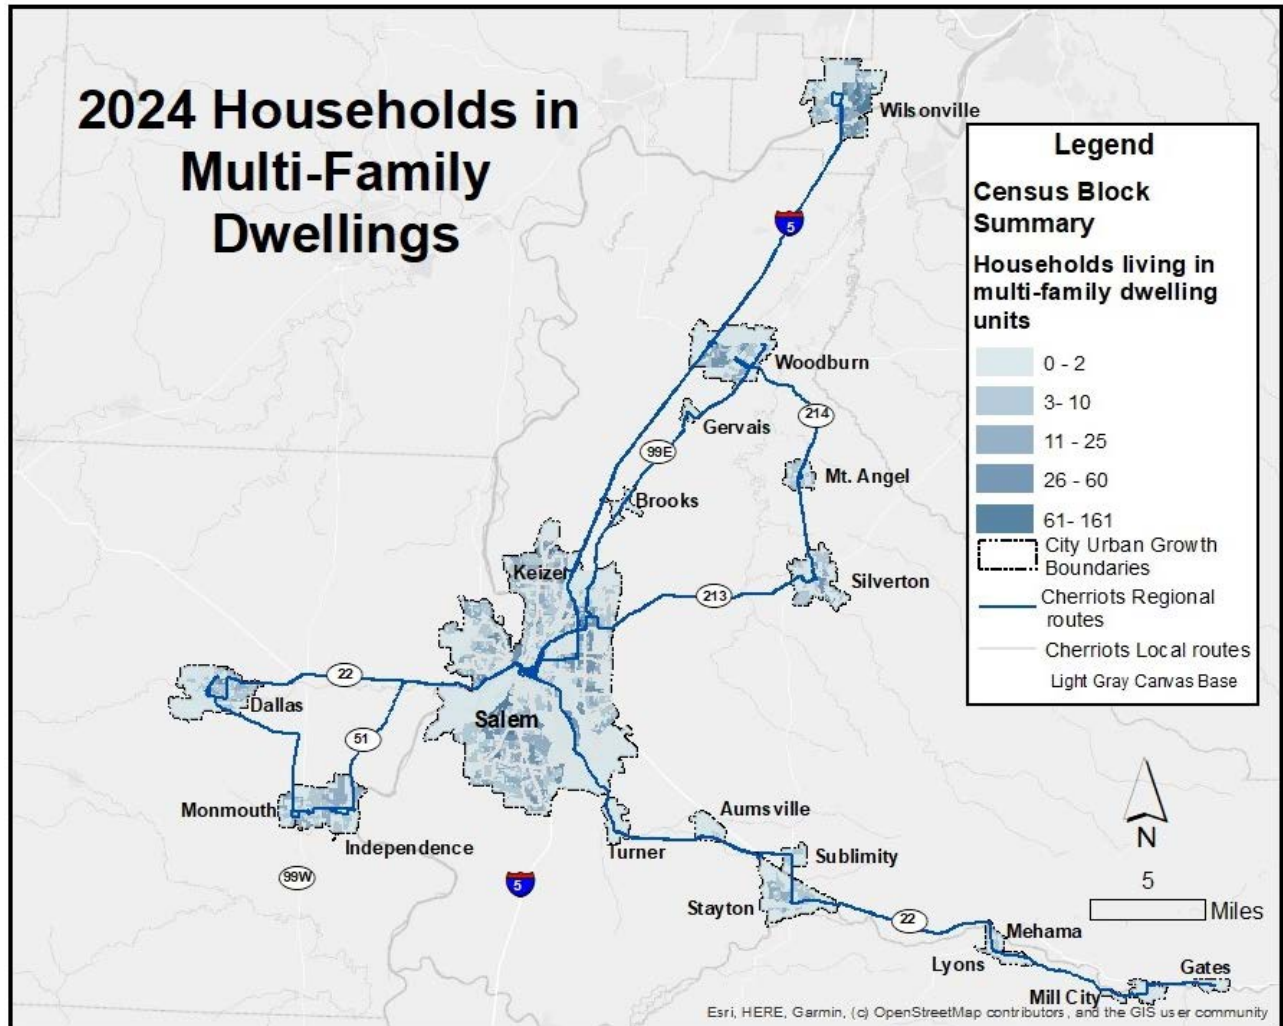 2024 Households in
Multi-Family
Dwellings
Wilsonville
5
Woodburn
Gervais
214
99E
Mt. Angel
Brooks
Keizer
Silverton
213
22
Dallas
Salem
51
Monmouth
Independence
99W
5
Turner
Aumsville
Sublimity
Stayton
22
Mehama
Lyons
Gates
Mill City
Legend
Census Block
Summary
Households living in
multi-family dwelling
units
0 - 2
3- 10
11 - 25
26 - 60
61- 161
City Urban Growth
Boundaries
Cherriots Regional
routes
Cherriots Local routes
Light Gray Canvas Base
N
5
Miles
Esri, HERE, Garmin, (c) OpenStreetMap contributors, and the GIS user community